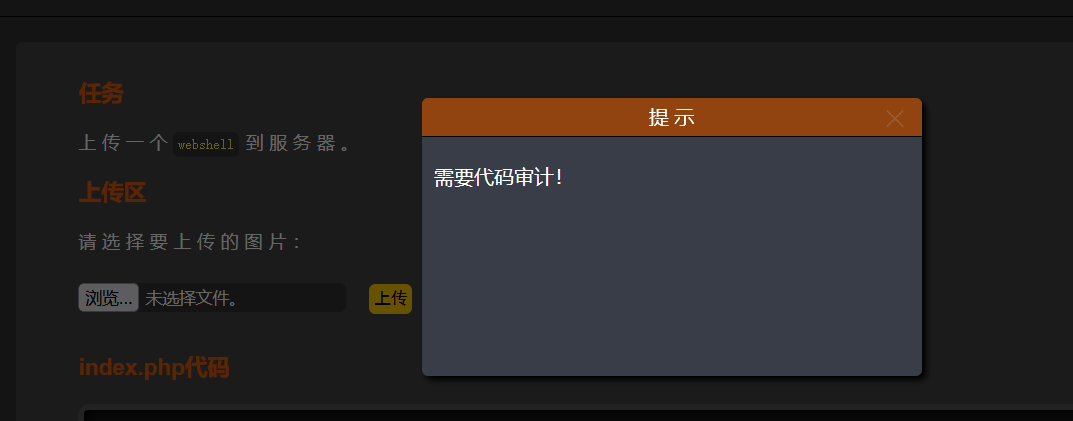 任务
上传一个 webshell 到服务器。
上传区
请选择要上传的图片：
浏览... 未选择文件。 上传
index.php代码
提示
需要代码审计！